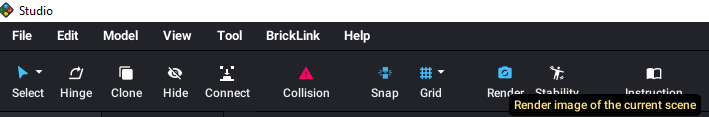 Studio
File Edit Model View Tool BrickLink Help
Select Hinge Clone Hide Connect Collision Snap Grid Render Stability Instruction
Render image of the current scene